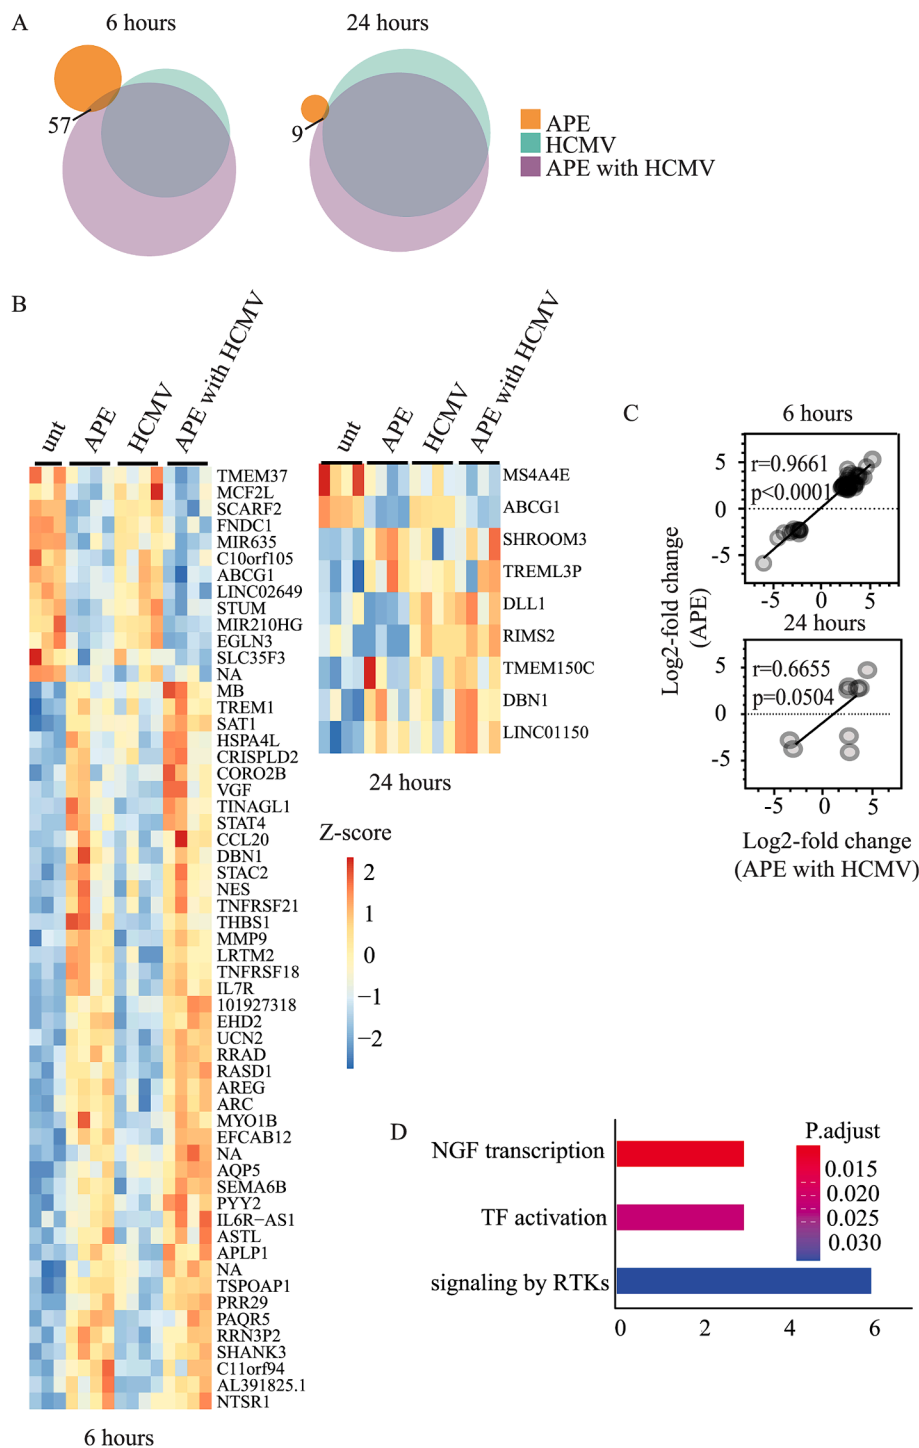 A
6 hours
24 hours
57
9
APE
HCMV
APE with HCMV
B
unt
APE
HCMV
APE with HCMV
TMEM37
MCF2L
SCARF2
FNDC1
MIR635
C10orf105
ABCG1
LINC02649
STUM
MIR210HG
EGLN3
SLC35F3
NA
MB
TREM1
SAT1
HSPA4L
CRISPLD2
CORO2B
VGF
TINAGL1
STAT4
CCL20
DBN1
STAC2
NES
TNFRSF21
THBS1
MMP9
LRTM2
TNFRSF18
IL7R
101927318
EHD2
UCN2
RRAD
RASD1
AREG
ARC
MYO1B
EFCAB12
NA
AQP5
SEMA6B
PYY2
IL6R−AS1
ASTL
APLP1
NA
TSPOAP1
PRR29
PAQR5
RRN3P2
SHANK3
C11orf94
AL391825.1
NTSR1
6 hours
unt
APE
HCMV
APE with HCMV
MS4A4E
ABCG1
SHROOM3
TREML3P
DLL1
RIMS2
TMEM150C
DBN1
LINC01150
24 hours
Z-score
2
1
0
−1
−2
C
6 hours
r=0.9661
p<0.0001
5
0
-5
-5
0
5
24 hours
r=0.6655
p=0.0504
5
0
-5
-5
0
5
Log2-fold change
(APE)
Log2-fold change
(APE with HCMV)
D
NGF transcription
TF activation
signaling by RTKs
0
2
4
6
P.adjust
0.015
0.020
0.025
0.030